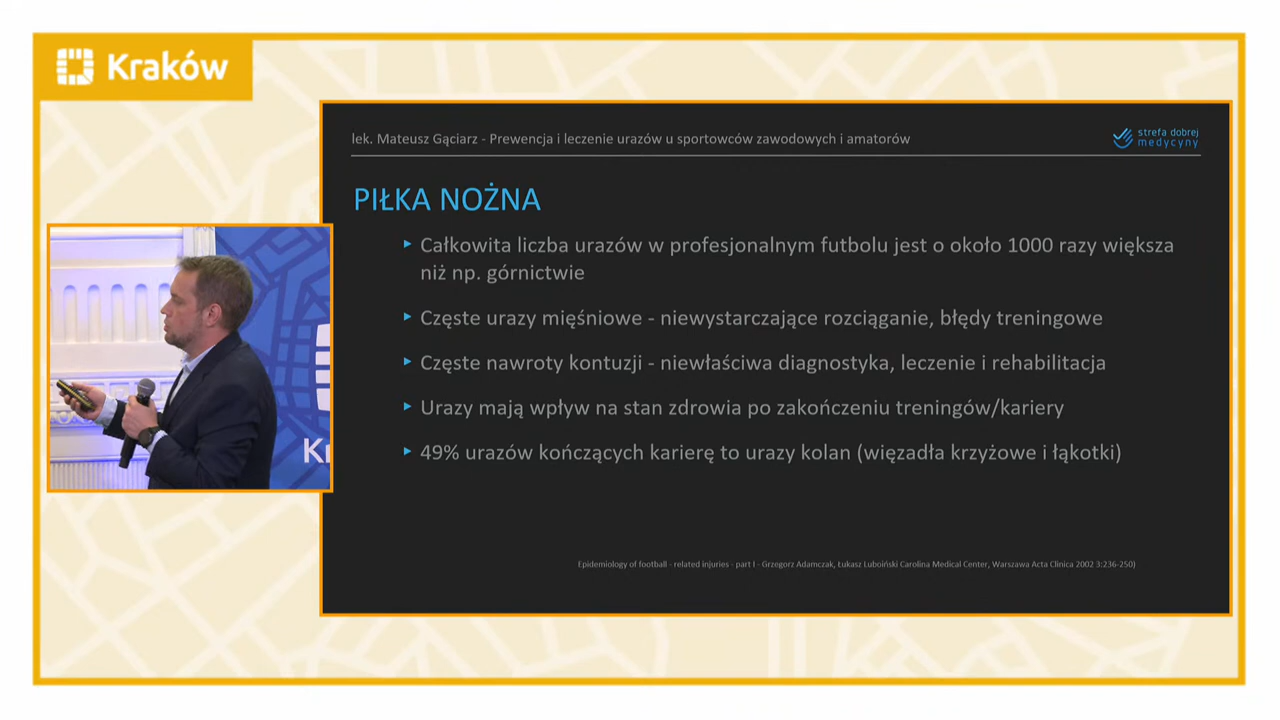 Kraków
lek. Mateusz Gąciarz - Prewencja i leczenie urazów u sportowców zawodowych i amatorów
strefa dobrej
medycyny
PIŁKA NOŻNA
Całkowita liczba urazów w profesjonalnym futbolu jest o około 1000 razy większa
niż np. górnictwie
Częste urazy mięśniowe - niewystarczające rozciąganie, błędy treningowe
Częste nawroty kontuzji - niewłaściwa diagnostyka, leczenie i rehabilitacja
Urazy mają wpływ na stan zdrowia po zakończeniu treningów/kariery
49% urazów kończących karierę to urazy kolan (więzadła krzyżowe i łąkotki)
Kr
Epidemiology of football - related injuries - part I - Grzegorz Adamczak, Łukasz Luboiński Carolina Medical Center, Warszawa Acta Clinica 2002 3:236-250)